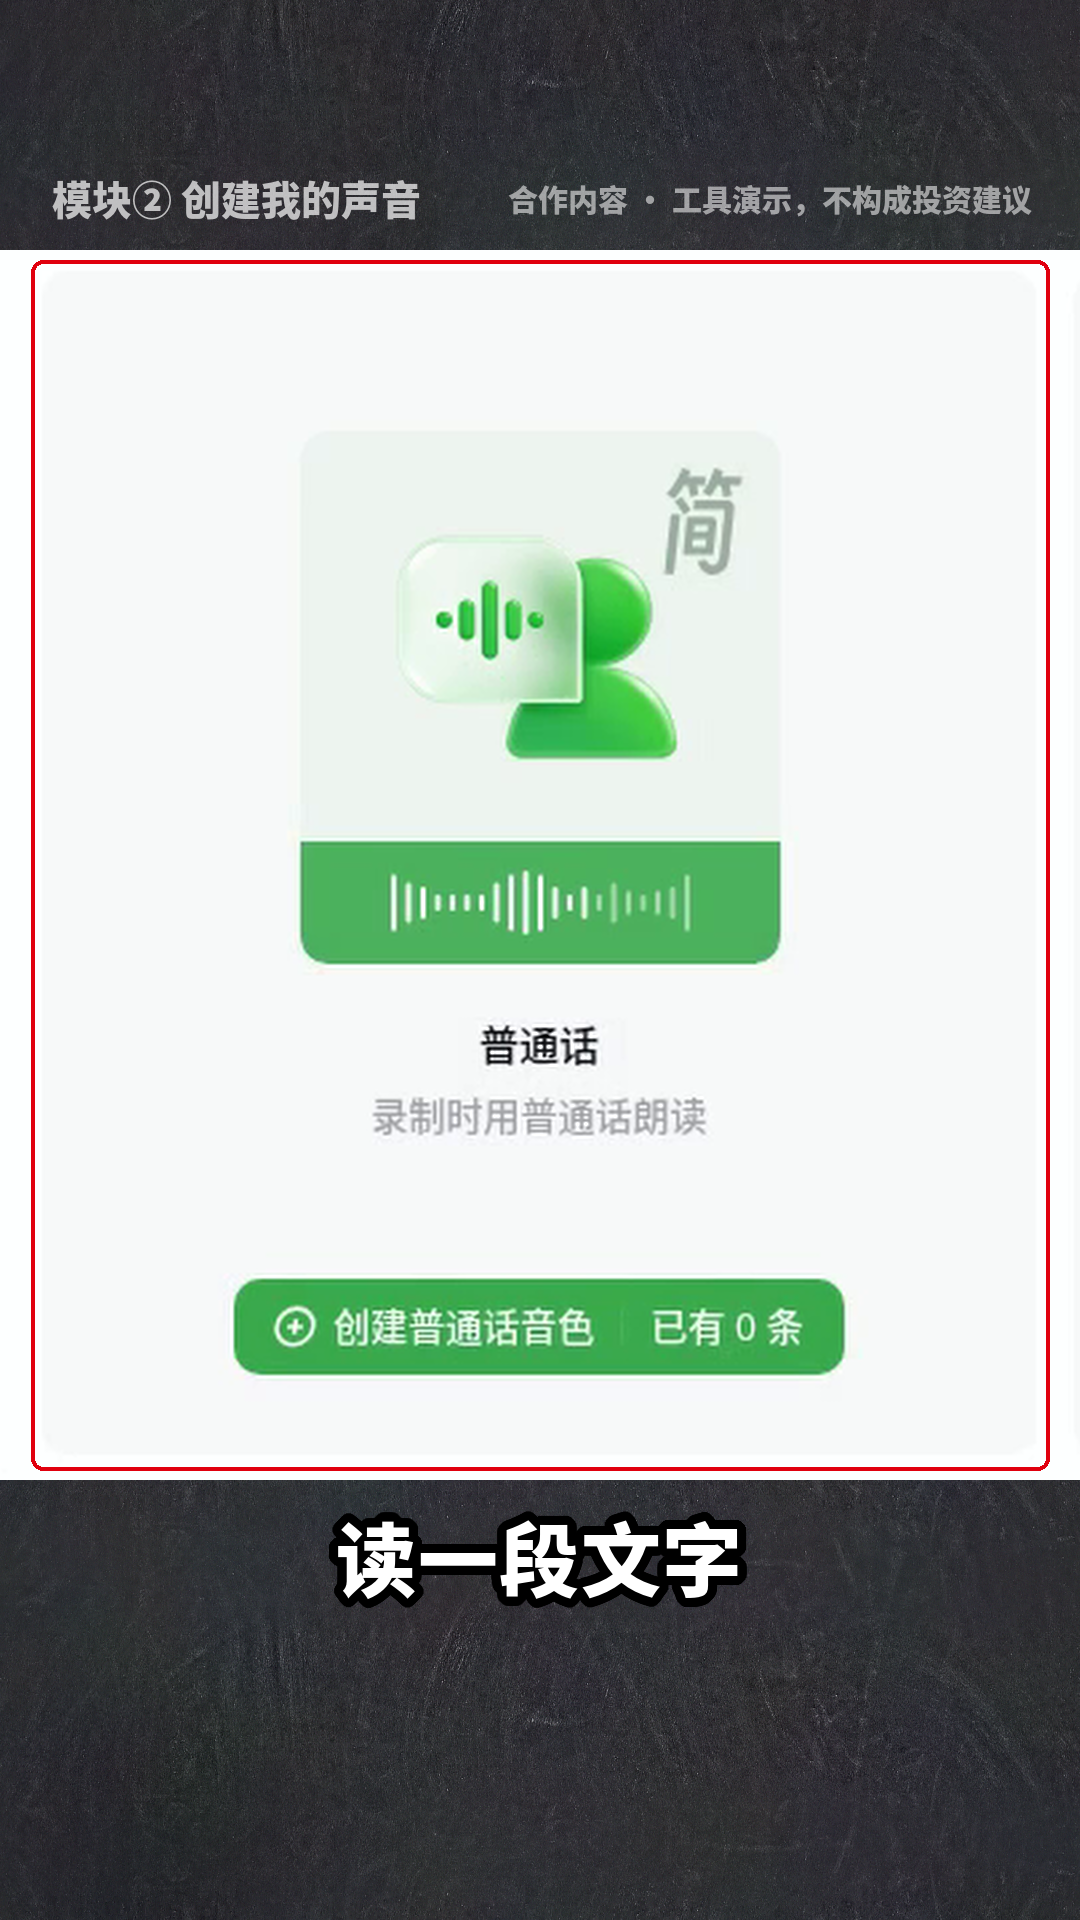 模块② 创建我的声音
合作内容 · 工具演示，不构成投资建议
简
普通话
录制时用普通话朗读
创建普通话音色 已有 0 条
读一段文字